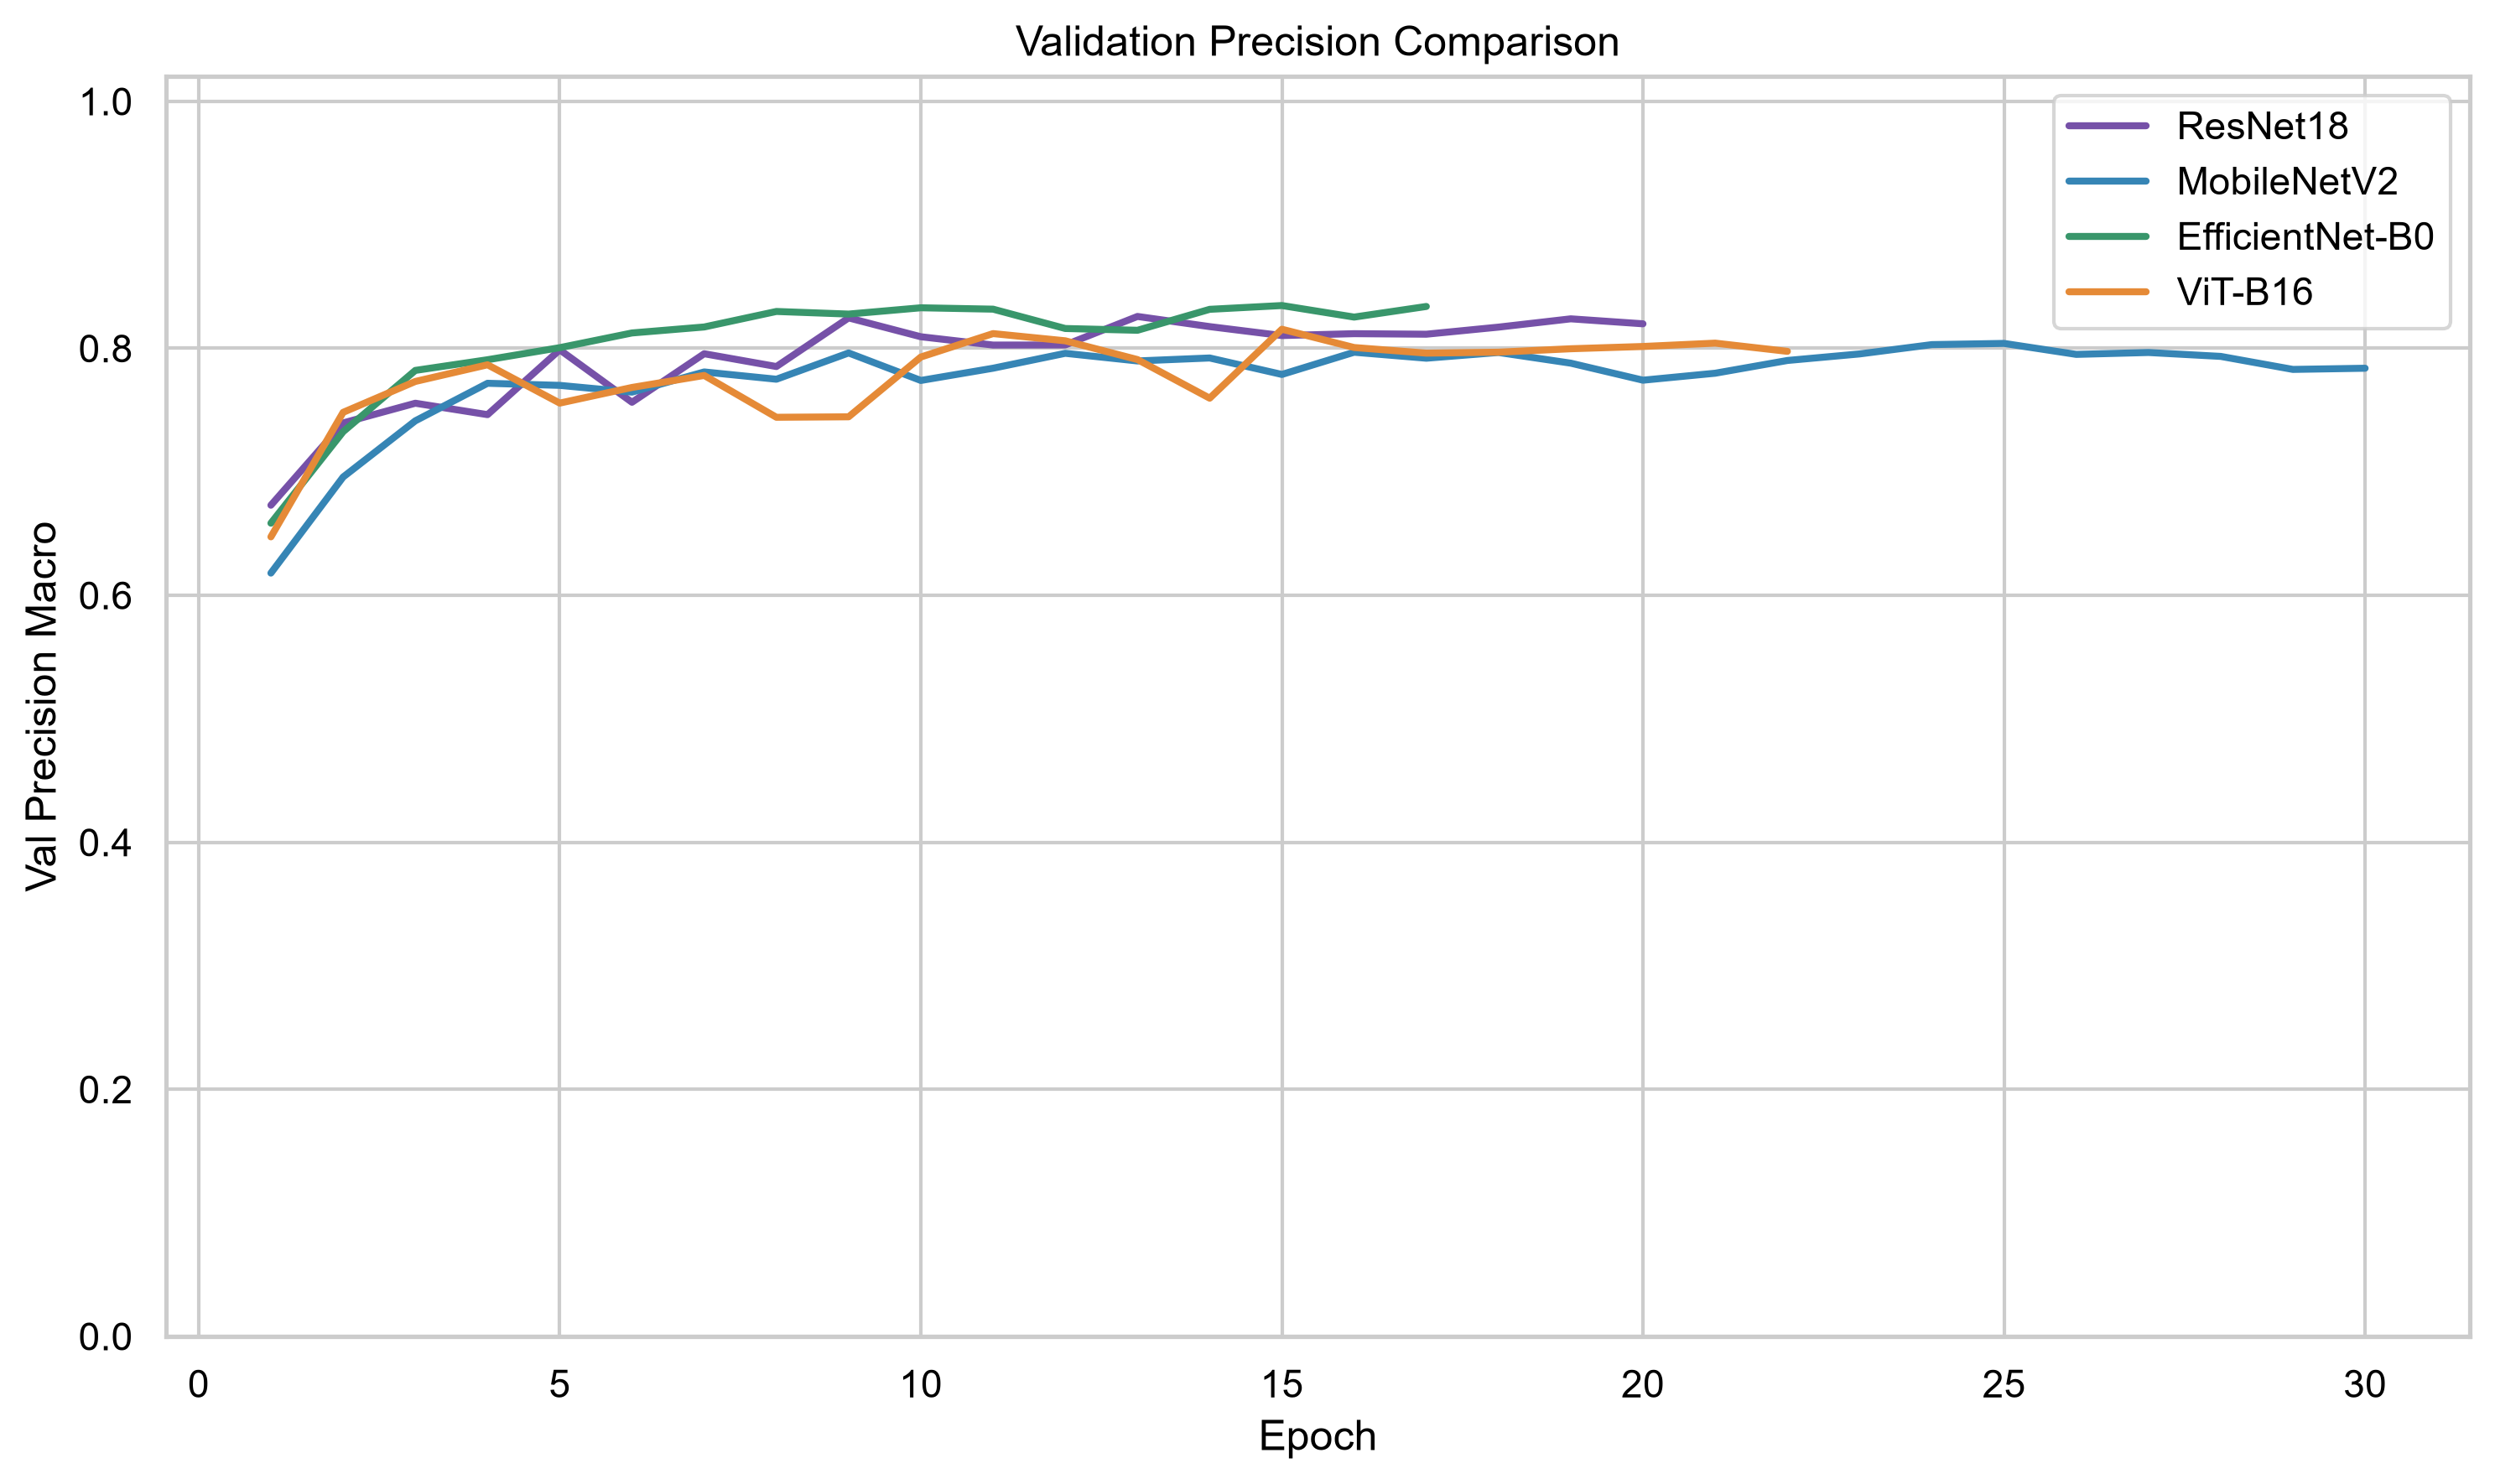 Validation Precision Comparison
1.0
0.8
0.6
0.4
0.2
0.0
Val Precision Macro
ResNet18
MobileNetV2
EfficientNet-B0
ViT-B16
0 5 10 15 20 25 30
Epoch